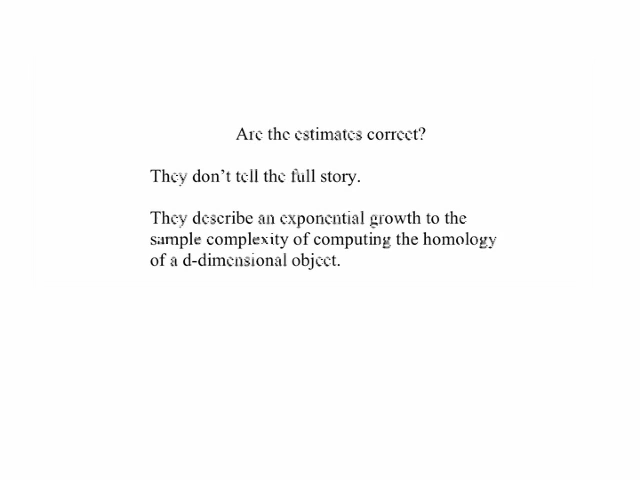 Are the estimates correct?
They don't tell the full story.
They describe an exponential growth to the
sample complexity of computing the homology
of a d-dimensional object.